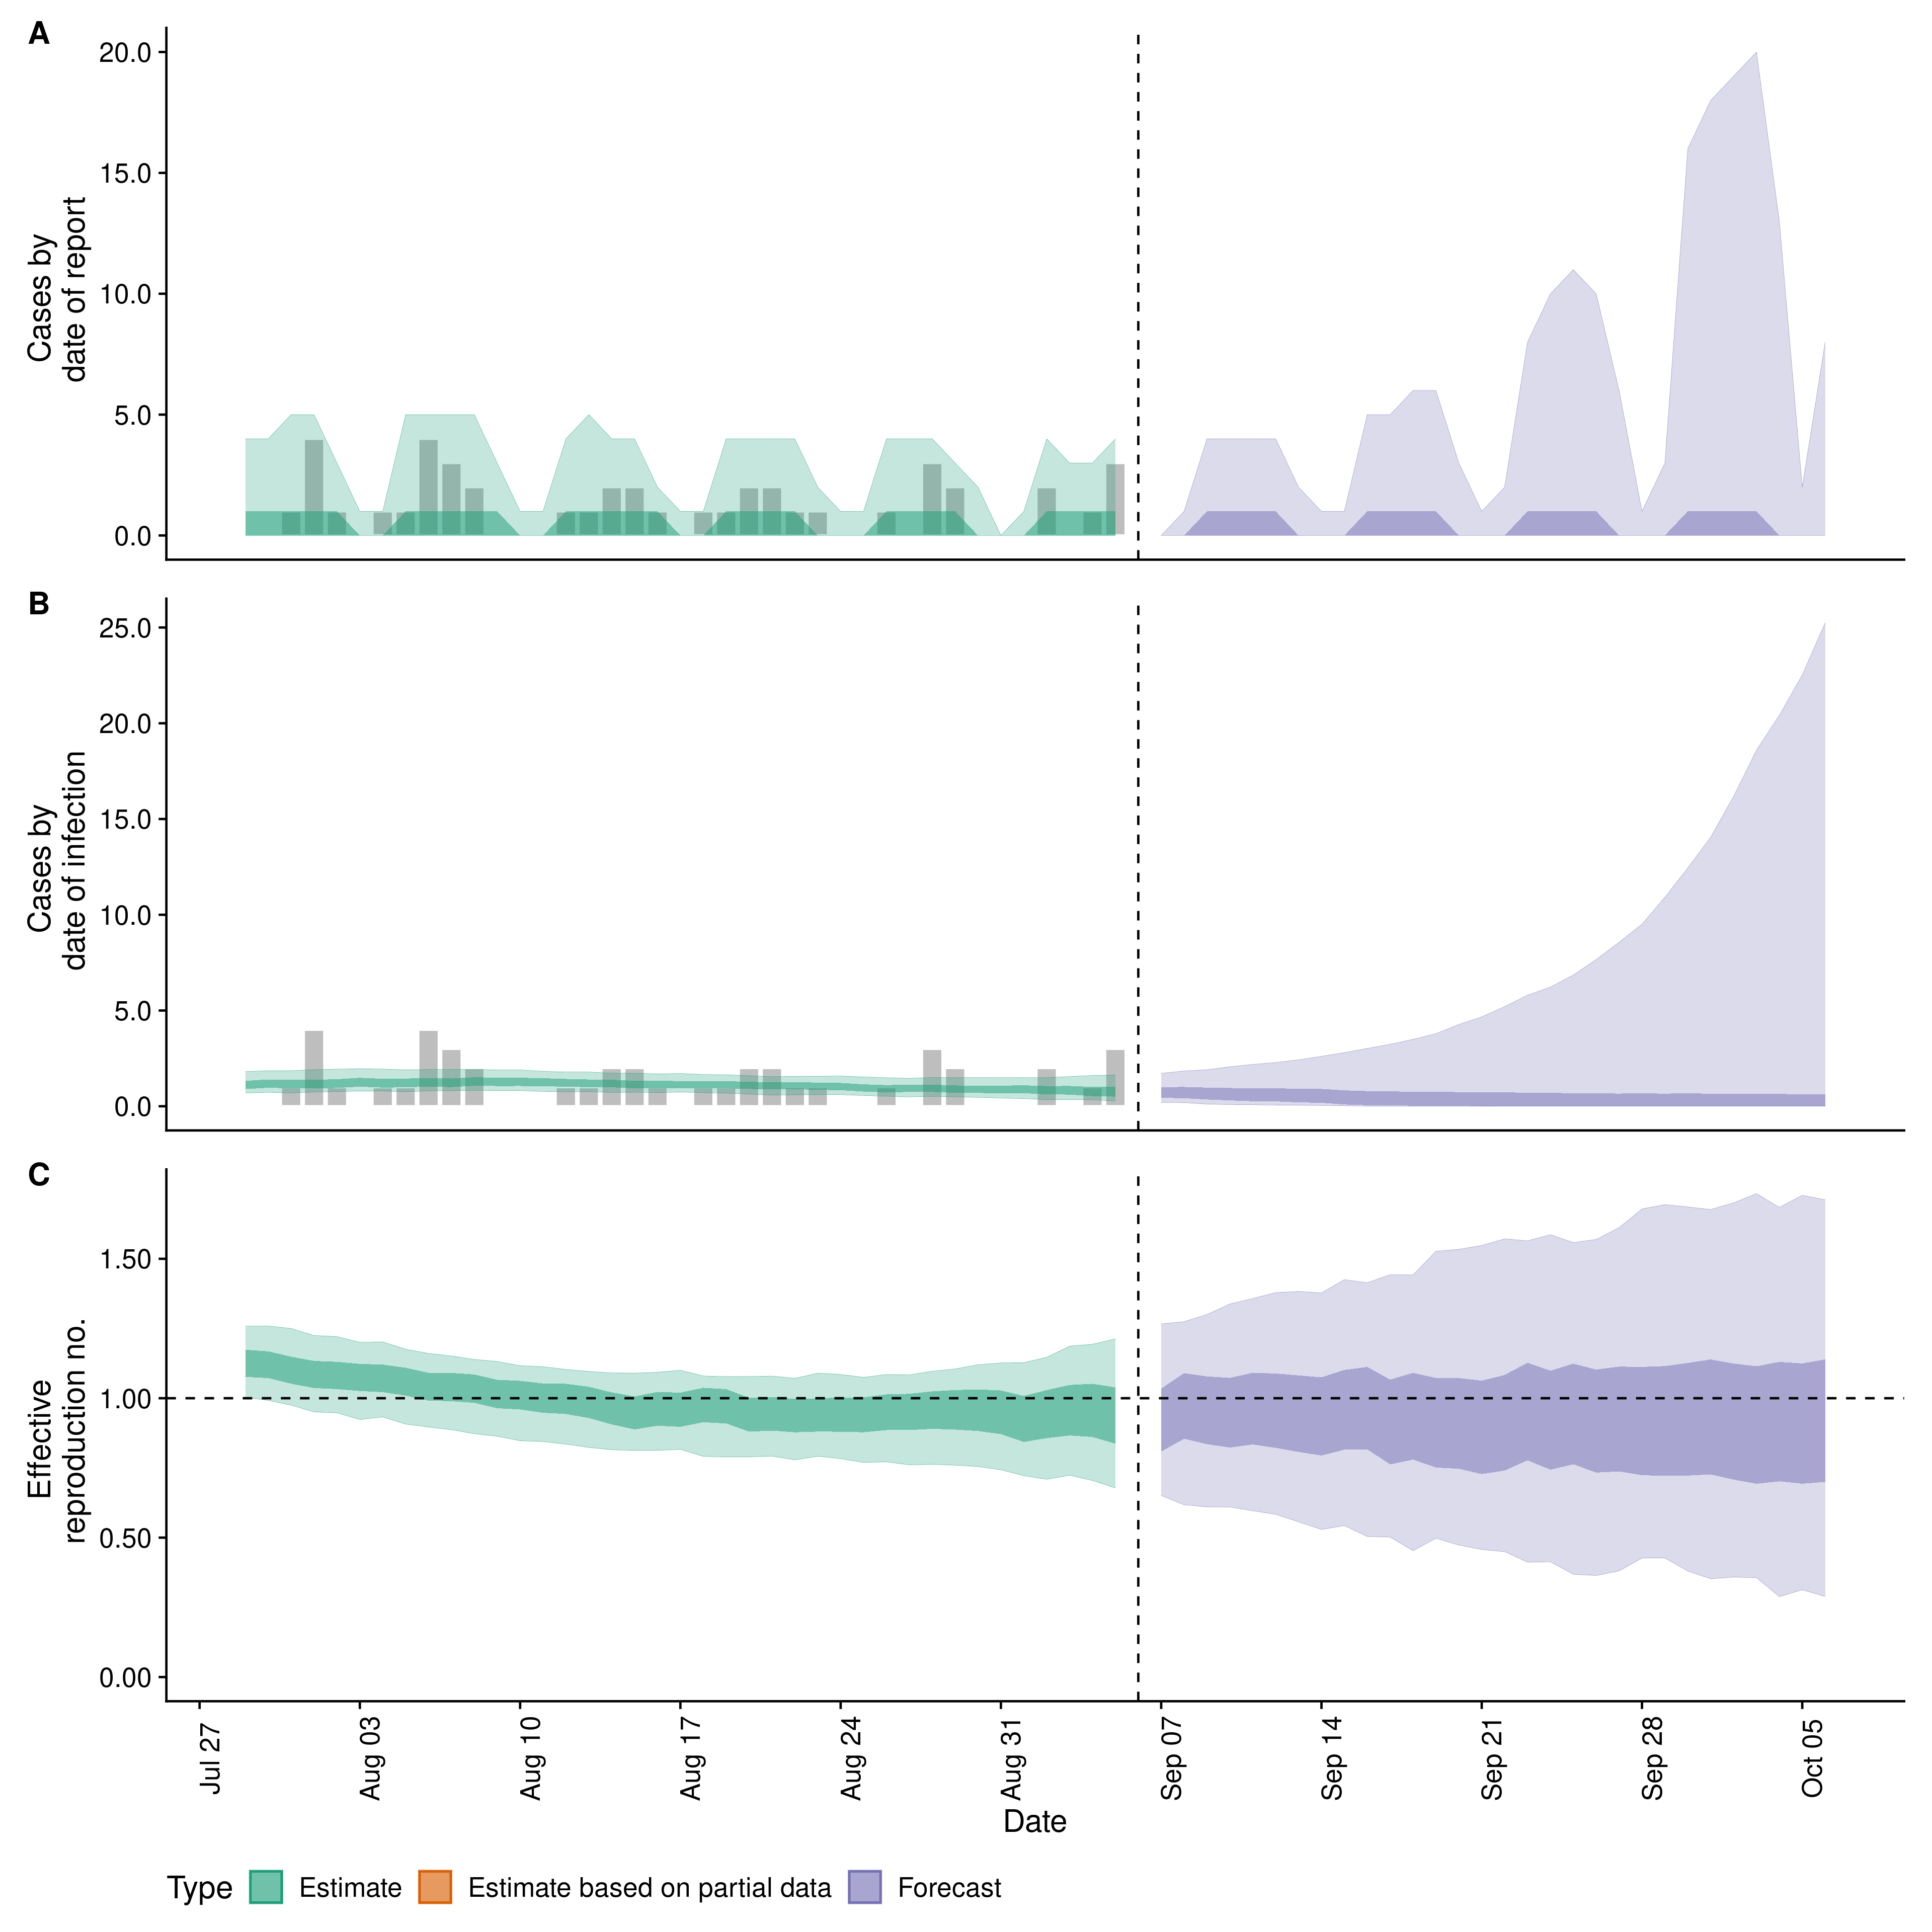 A
Cases by
date of report
20.0
15.0
10.0
5.0
0.0
B
Cases by
date of infection
25.0
20.0
15.0
10.0
5.0
0.0
C
Effective
reproduction no.
1.50
1.00
0.50
0.00
Jul 27
Aug 03
Aug 10
Aug 17
Aug 24
Aug 31
Sep 07
Sep 14
Sep 21
Sep 28
Oct 05
Date
Type Estimate Estimate based on partial data Forecast